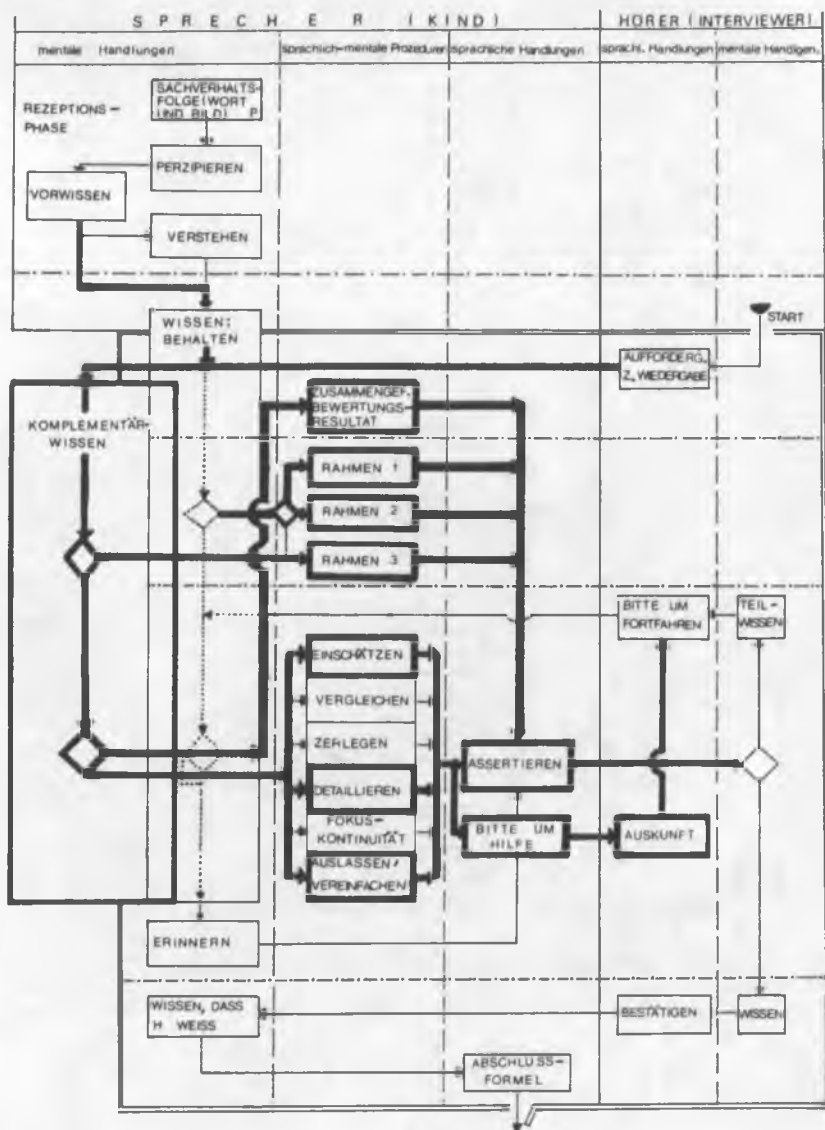 SPRECHER (KIND)
HÖRER (INTERVIEWER)
mentale Handlungen
sprachlich-mentale Prozeduren
sprachliche Handlungen
sprachl. Handlungen
mentale Handlgen.
REZEPTIONS-
PHASE
SACHVERHALTS-
FOLGE (WORT
UND BILD) P
PERZIPIEREN
VORWISSEN
VERSTEHEN
WISSEN:
BEHALTEN
START
AUFFORDERG.
Z. WIEDERGABE
KOMPLEMENTÄR-
WISSEN
ZUSAMMENGEF.
BEWERTUNGS-
RESULTAT
RAHMEN 1
RAHMEN 2
RAHMEN 3
BITTE UM
FORTFAHREN
TEIL-
WISSEN
EINSCHÄTZEN
VERGLEICHEN
ZERLEGEN
DETAILLIEREN
FOKUS-
KONTINUITÄT
AUSLASSEN/
VEREINFACHEN
ASSERTIEREN
BITTE UM
HILFE
AUSKUNFT
ERINNERN
WISSEN, DASS
H WEISS
BESTÄTIGEN
WISSEN
ABSCHLUSS-
FORMEL